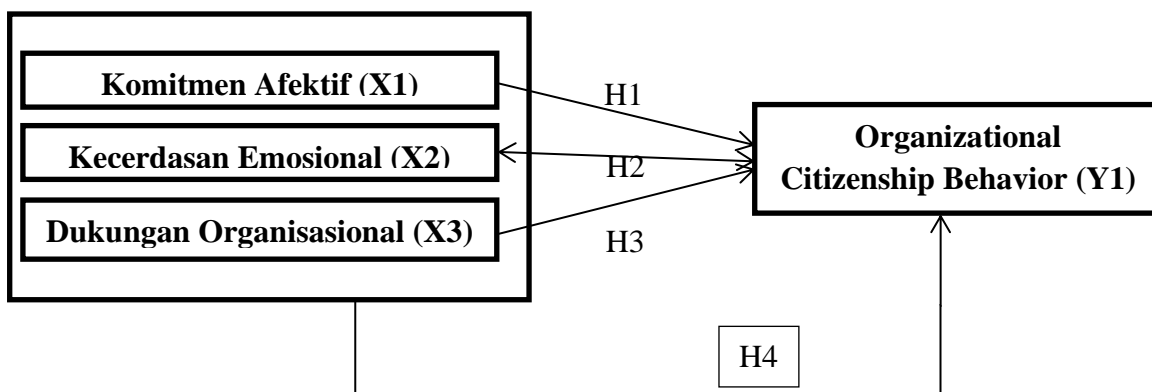 Komitmen Afektif (X1)
H1
Organizational
Citizenship Behavior (Y1)
Kecerdasan Emosional (X2)
H2
Dukungan Organisasional (X3)
H3
H4